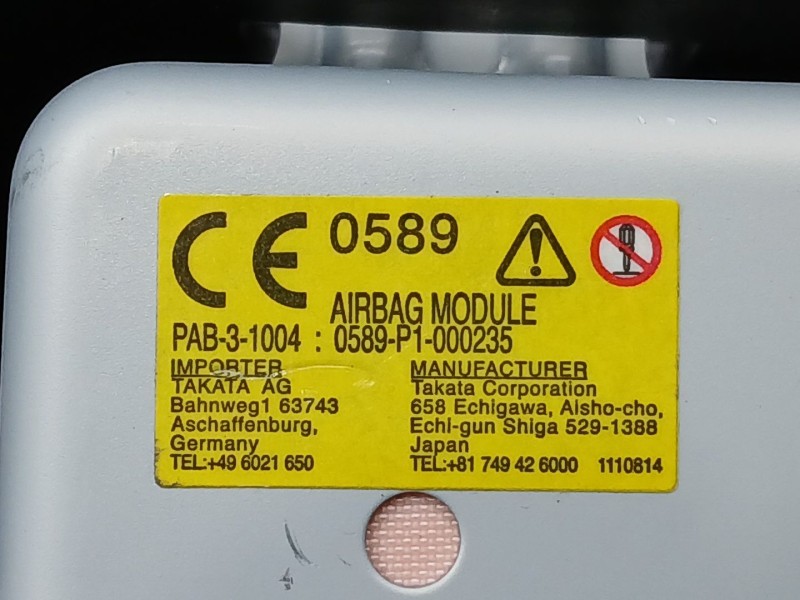 CE 0589
AIRBAG MODULE
PAB-3-1004 : 0589-P1-000235
IMPORTER
TAKATA AG
Bahnweg1 63743
Aschaffenburg,
Germany
TEL:+49 6021 650
MANUFACTURER
Takata Corporation
658 Echigawa, Aisho-cho,
Echi-gun Shiga 529-1388
Japan
TEL:+81 749 42 6000 1110814